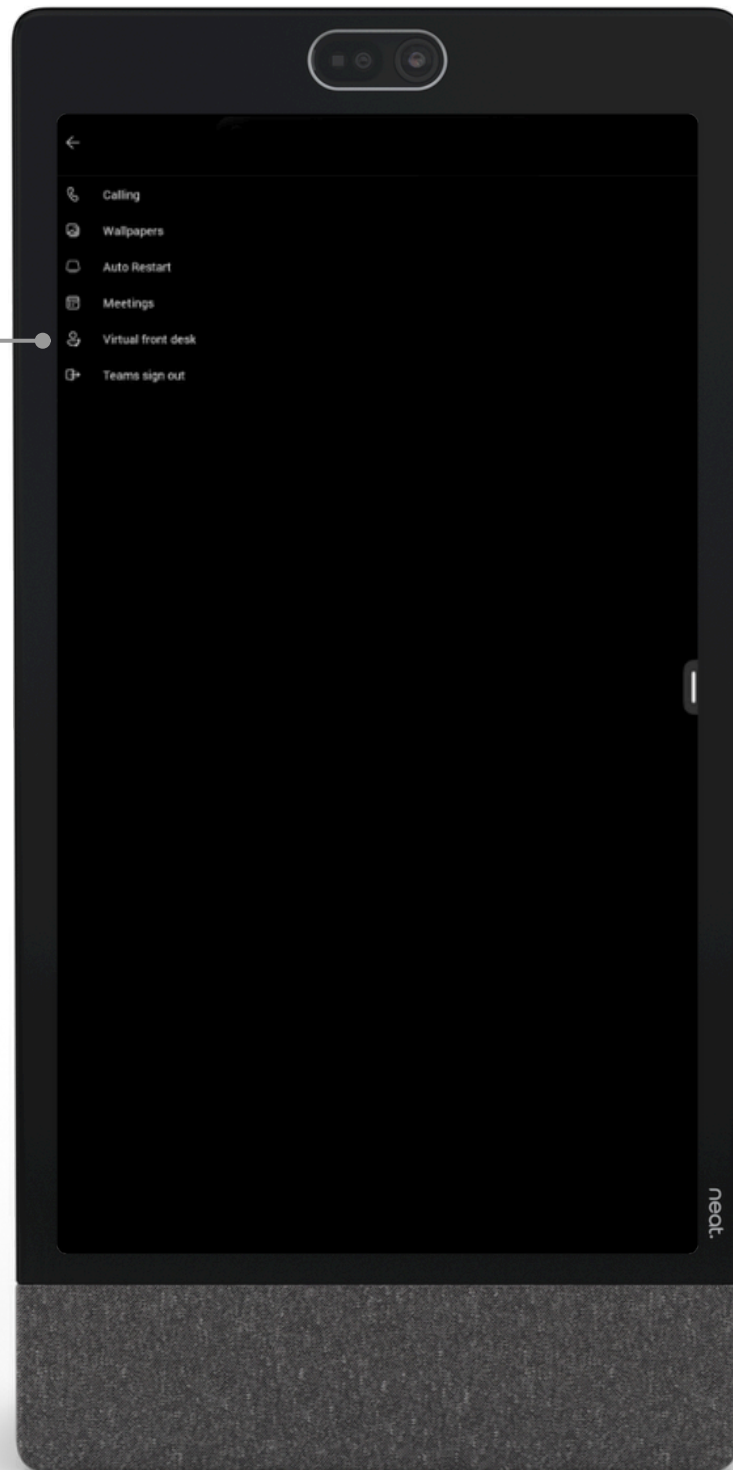 Calling
Wallpapers
Auto Restart
Meetings
Virtual front desk
Teams sign out
neat.